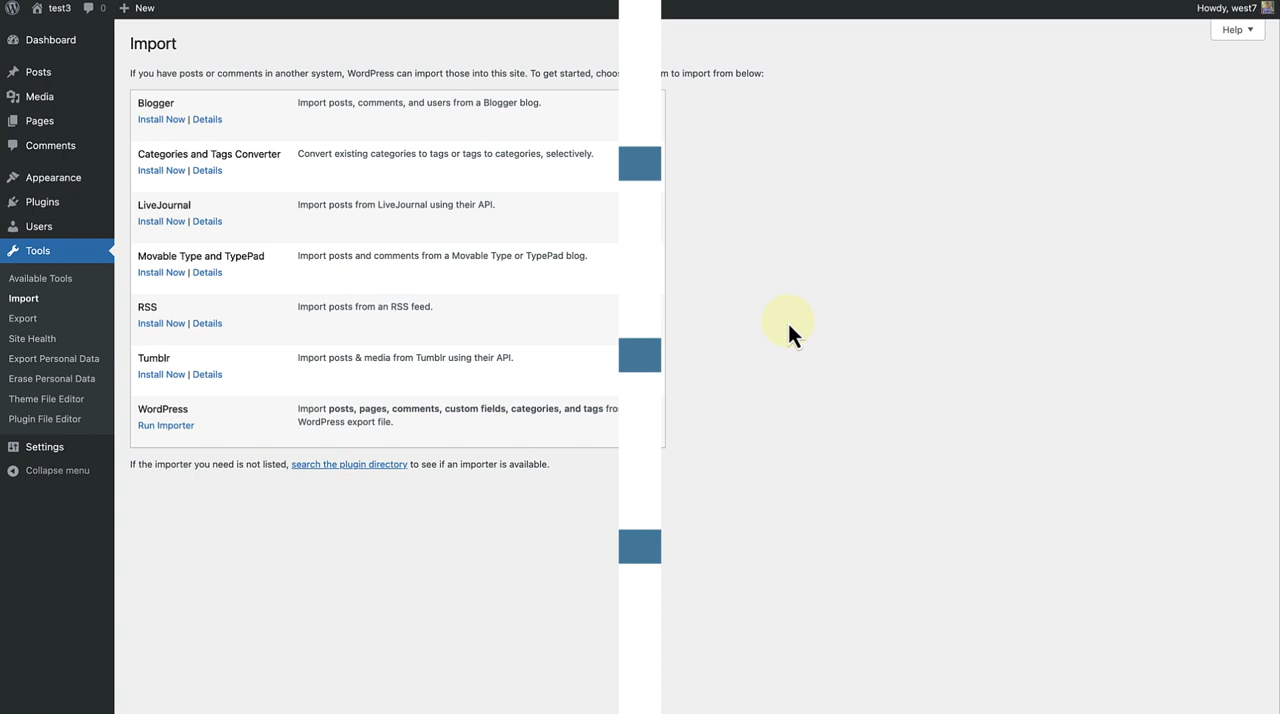 test3 0 New Howdy, west7
Help
Dashboard
Posts
Media
Pages
Comments
Appearance
Plugins
Users
Tools
Available Tools
Import
Export
Site Health
Export Personal Data
Erase Personal Data
Theme File Editor
Plugin File Editor
Settings
Collapse menu
Import
If you have posts or comments in another system, WordPress can import those into this site. To get started, to import from below:
Blogger Import posts, comments, and users from a Blogger blog.
Install Now | Details
Categories and Tags Converter Convert existing categories to tags or tags to categories, selectively.
Install Now | Details
LiveJournal Import posts from LiveJournal using their API.
Install Now | Details
Movable Type and TypePad Import posts and comments from a Movable Type or TypePad blog.
Install Now | Details
RSS Import posts from an RSS feed.
Install Now | Details
Tumblr Import posts & media from Tumblr using their API.
Install Now | Details
WordPress Import posts, pages, comments, custom fields, categories, and tags
Run Importer WordPress export file.
If the importer you need is not listed, search the plugin directory to see if an importer is available.